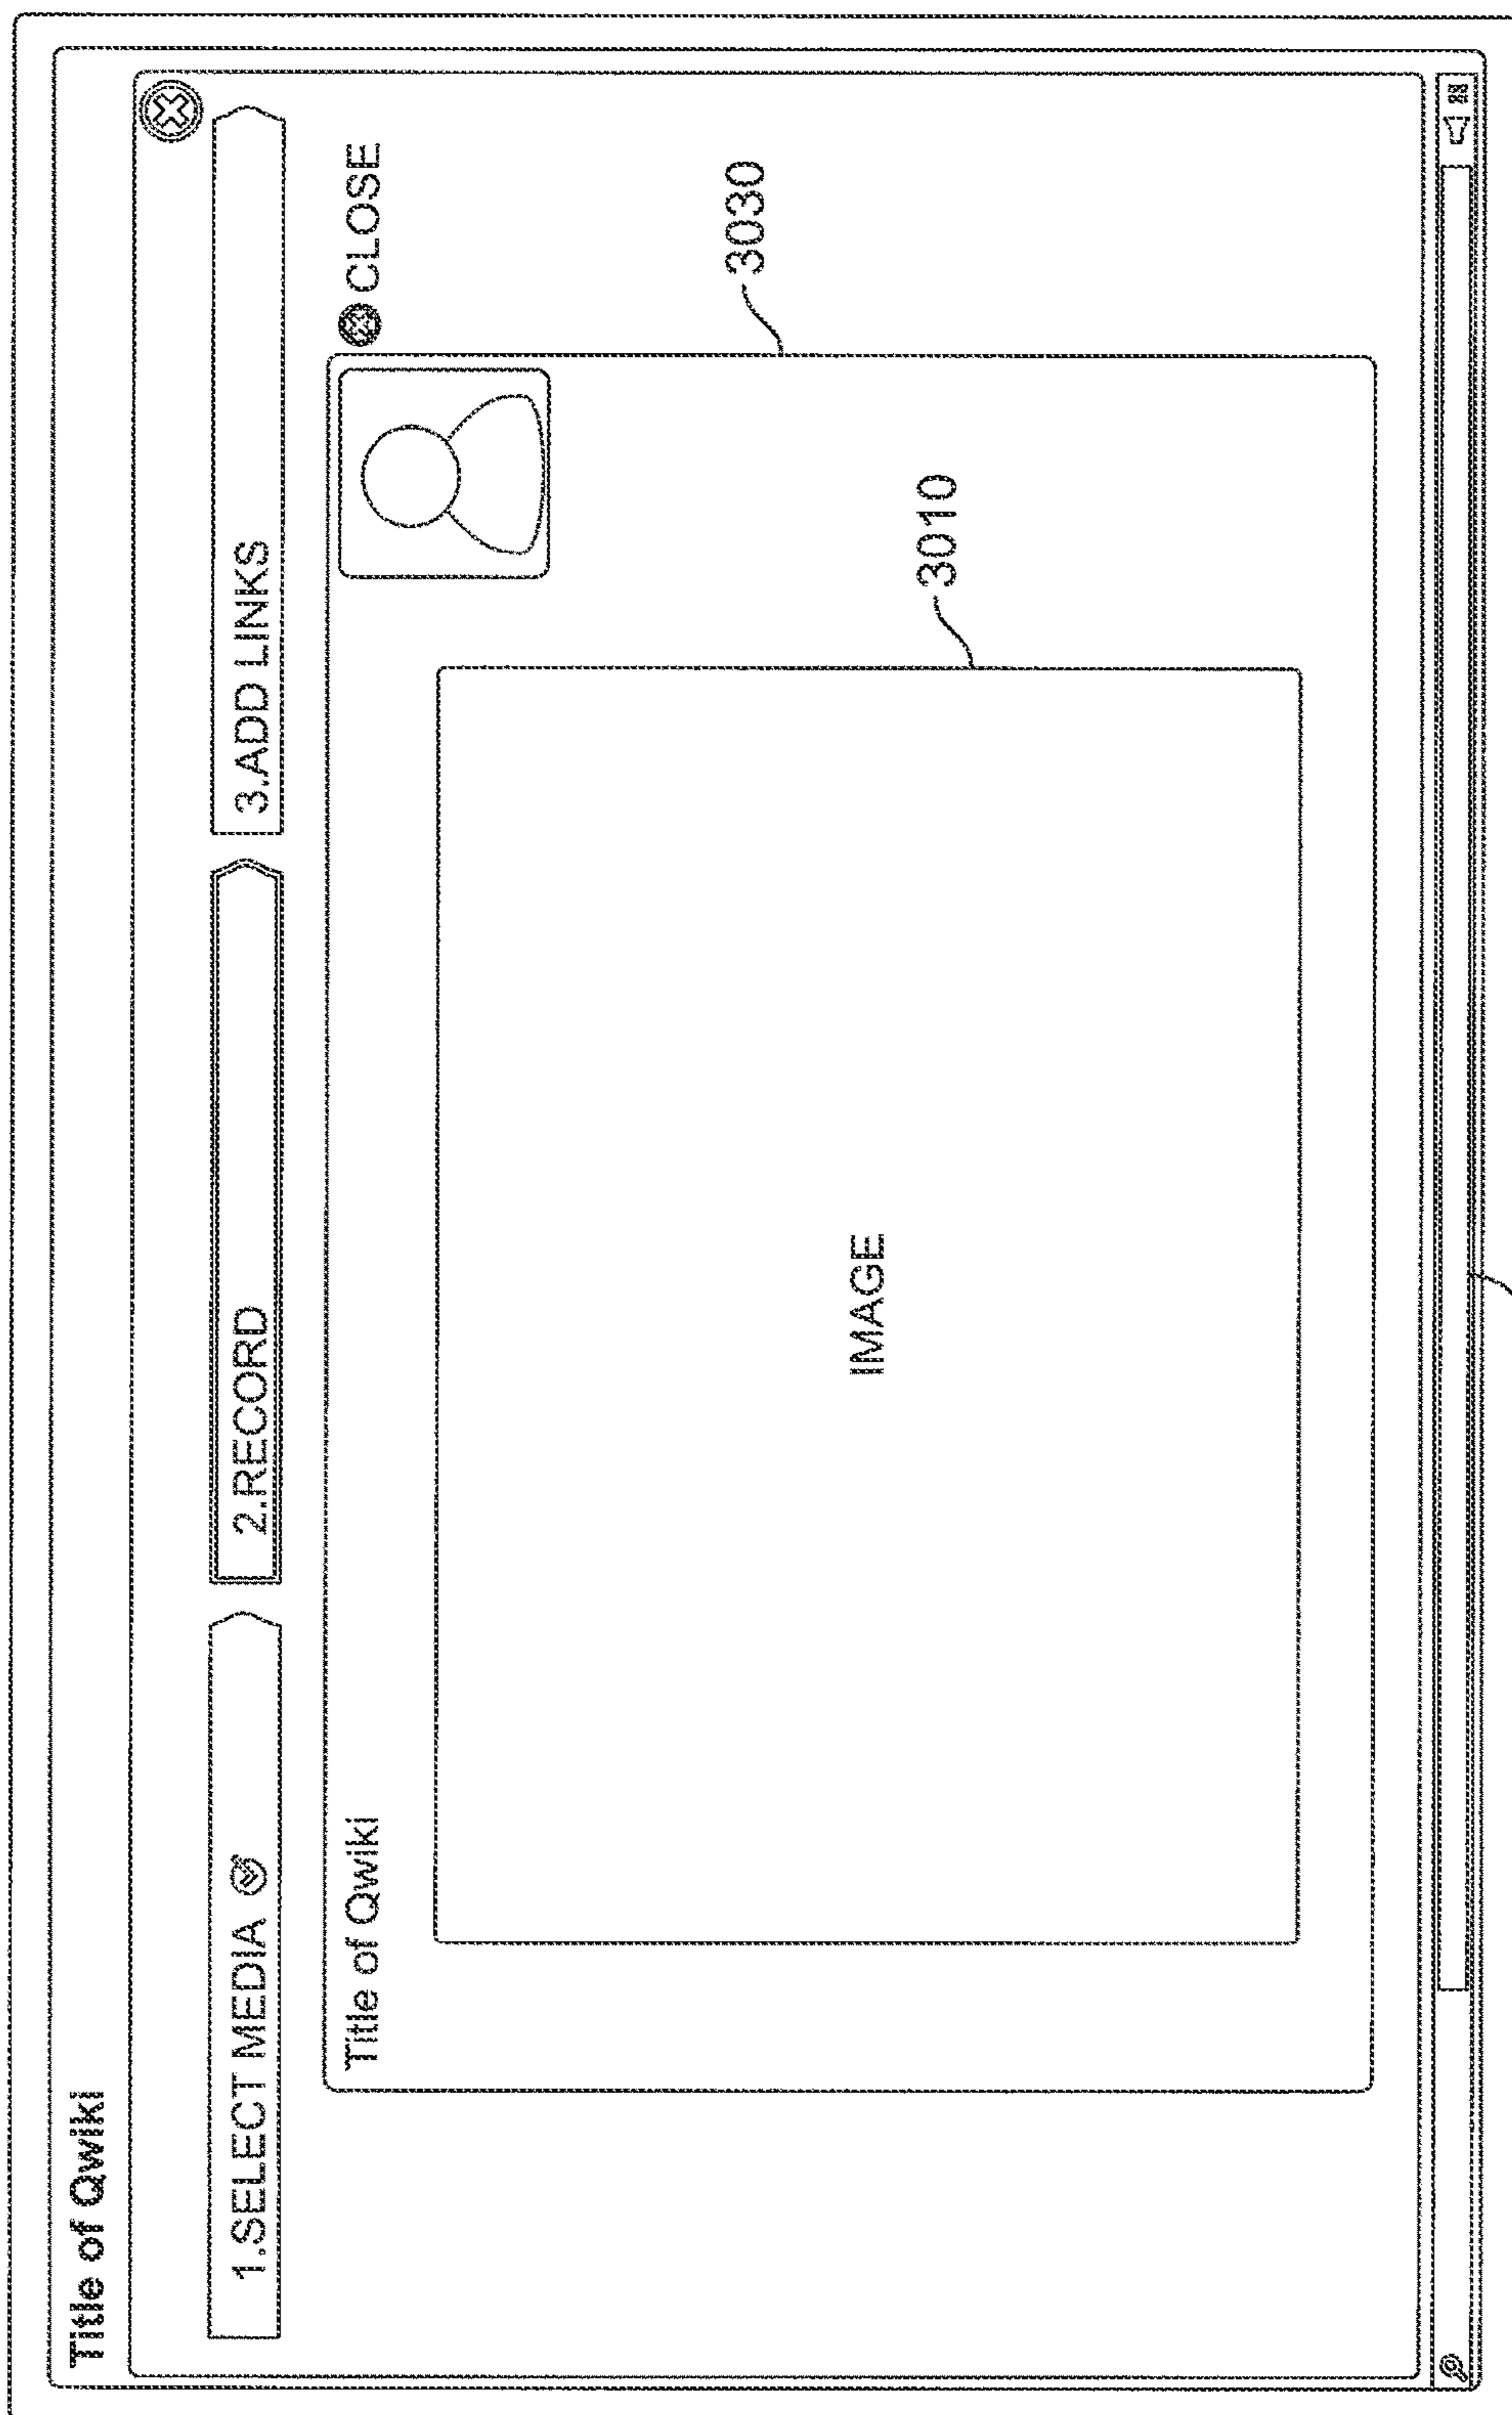 Title of Qwiki
1.SELECT MEDIA
2.RECORD
3.ADD LINKS
Title of Qwiki
CLOSE
3030
3010
IMAGE